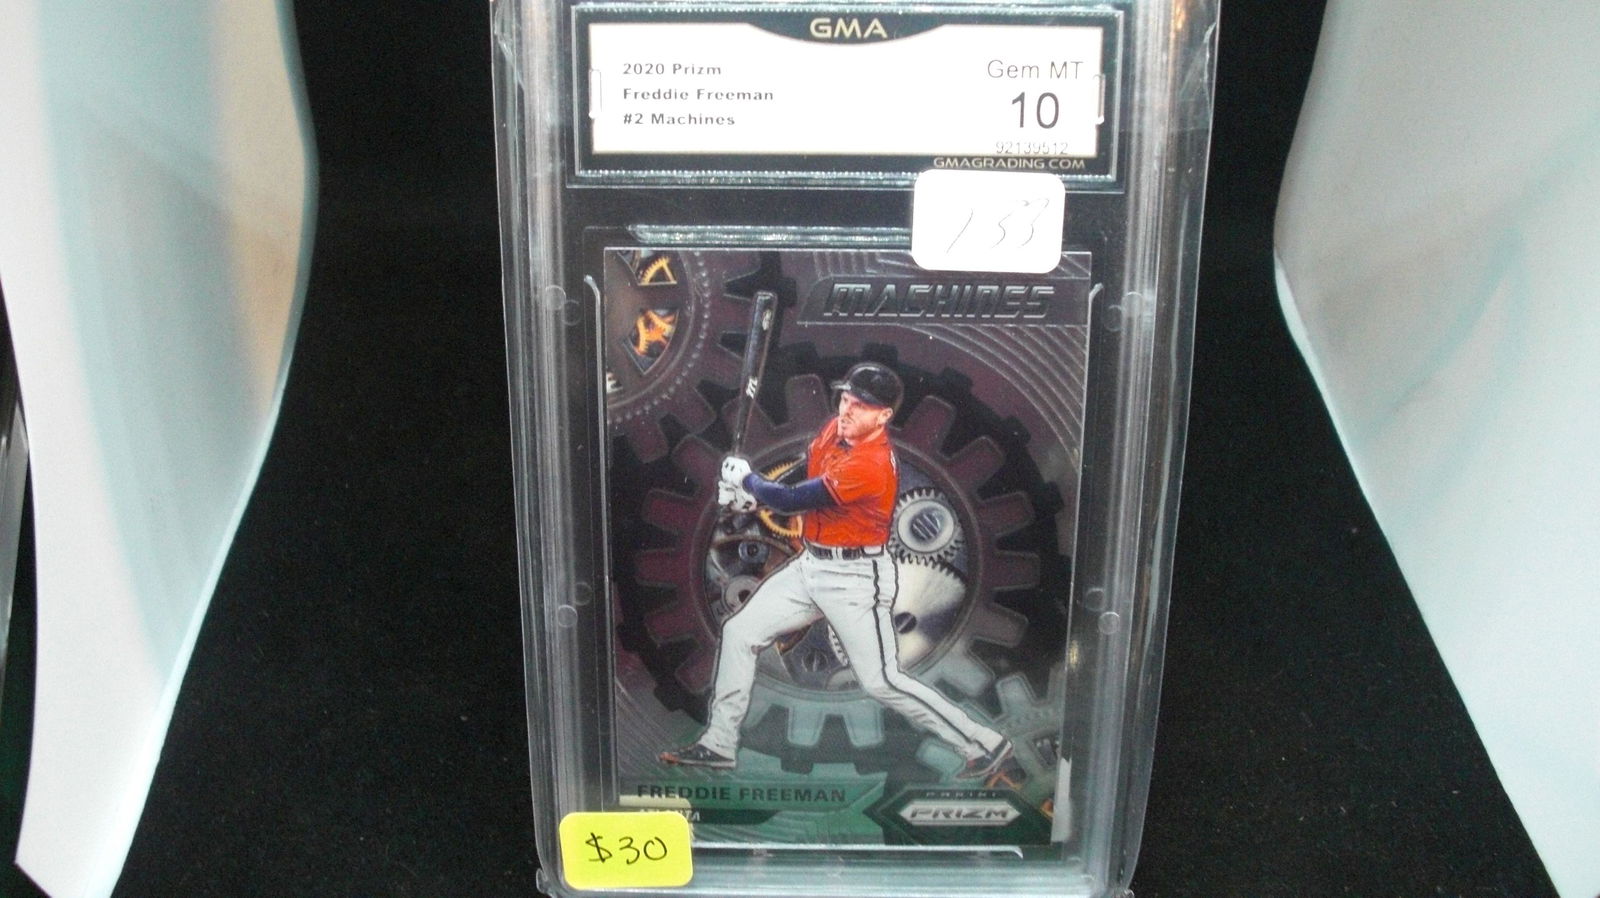 GMA
2020 Prizm
Freddie Freeman
#2 Machines
Gem MT
10
92139512
GMAGRADING.COM
133
MACHINES
FREDDIE FREEMAN
PANINI
PRIZM
$30